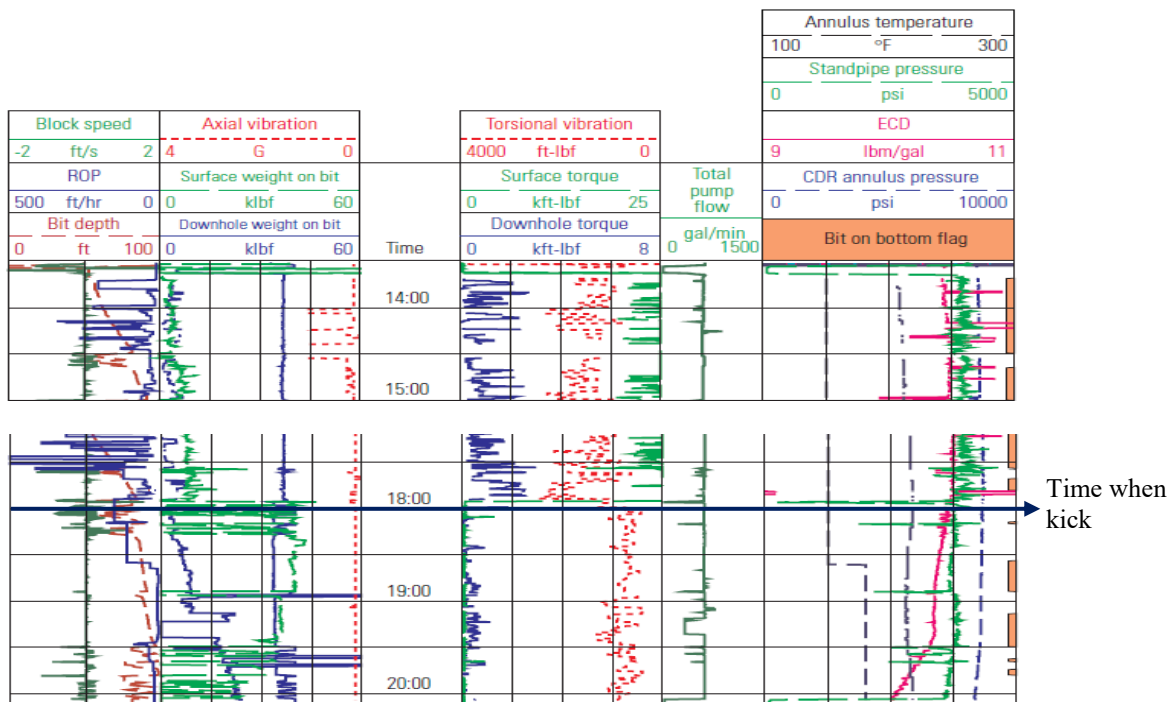 Annulus temperature
100 °F 300
Standpipe pressure
0 psi 5000
Block speed Axial vibration Torsional vibration ECD
-2 ft/s 2 4 G 0 4000 ft-lbf 0 9 lbm/gal 11
ROP Surface weight on bit Surface torque Total pump flow CDR annulus pressure
500 ft/hr 0 0 klbf 60 0 kft-lbf 25 0 psi 10000
Bit depth Downhole weight on bit Downhole torque gal/min Bit on bottom flag
0 ft 100 0 klbf 60 Time 0 kft-lbf 8 0 1500
14:00
15:00
18:00
Time when
kick
19:00
20:00